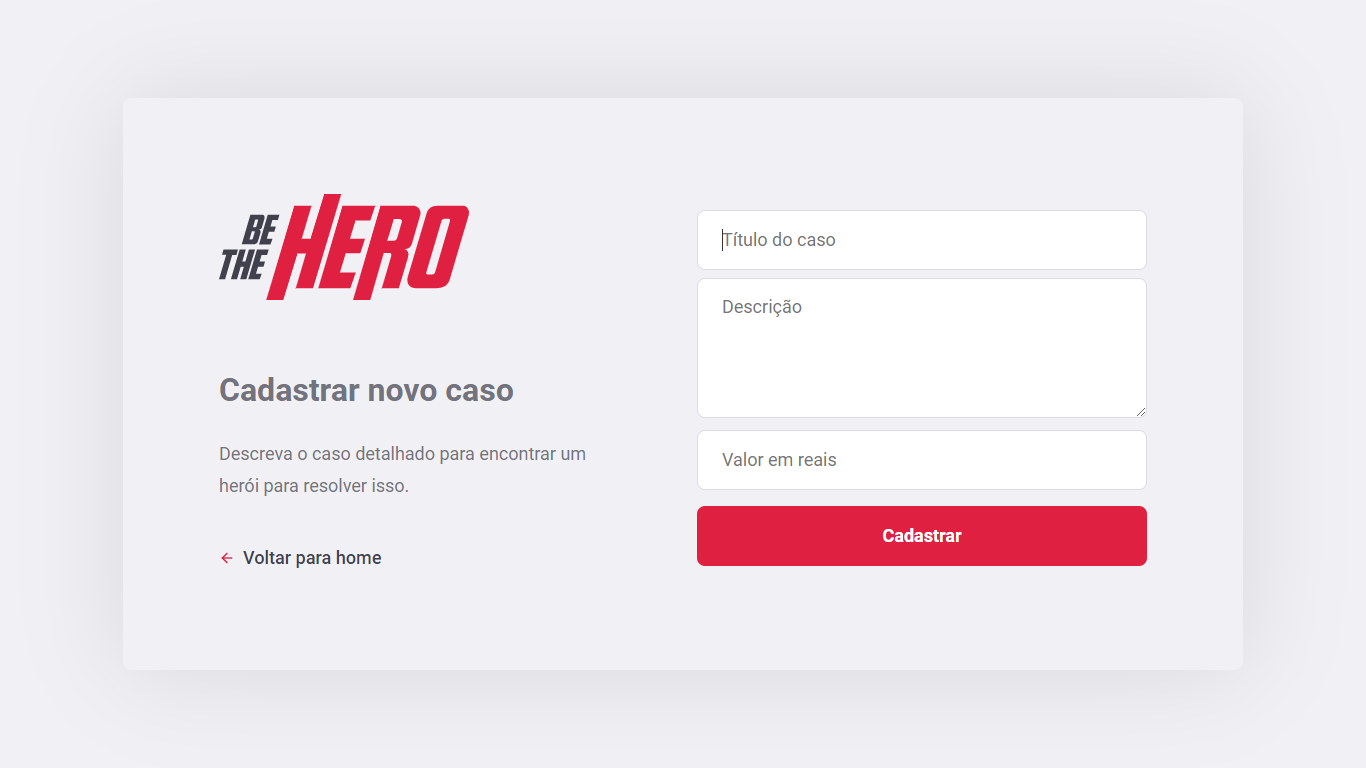 BE
THE HERO
Cadastrar novo caso
Descreva o caso detalhado para encontrar um
herói para resolver isso.
Voltar para home
Título do caso
Descrição
Valor em reais
Cadastrar